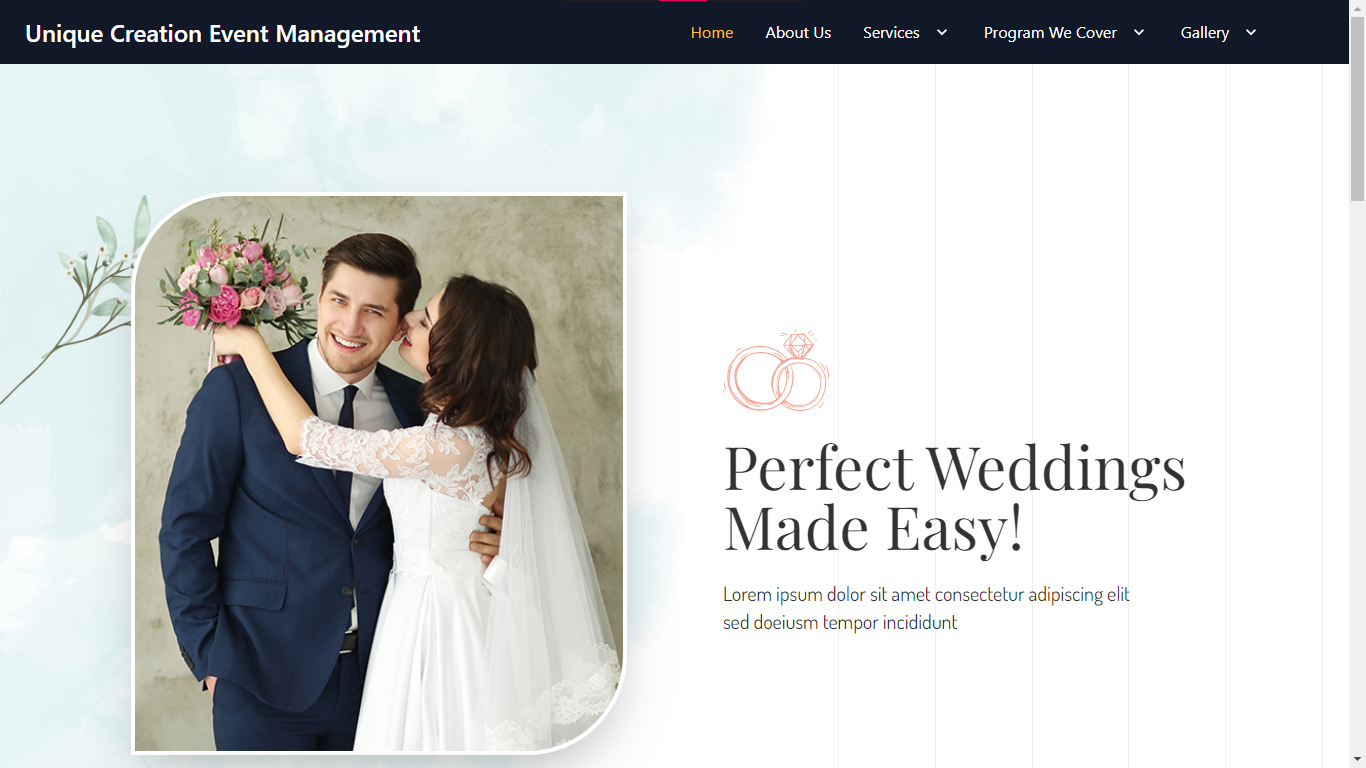 Unique Creation Event Management
Home About Us Services Program We Cover Gallery
Perfect Weddings
Made Easy!
Lorem ipsum dolor sit amet consectetur adipiscing elit
sed doeiusm tempor incididunt